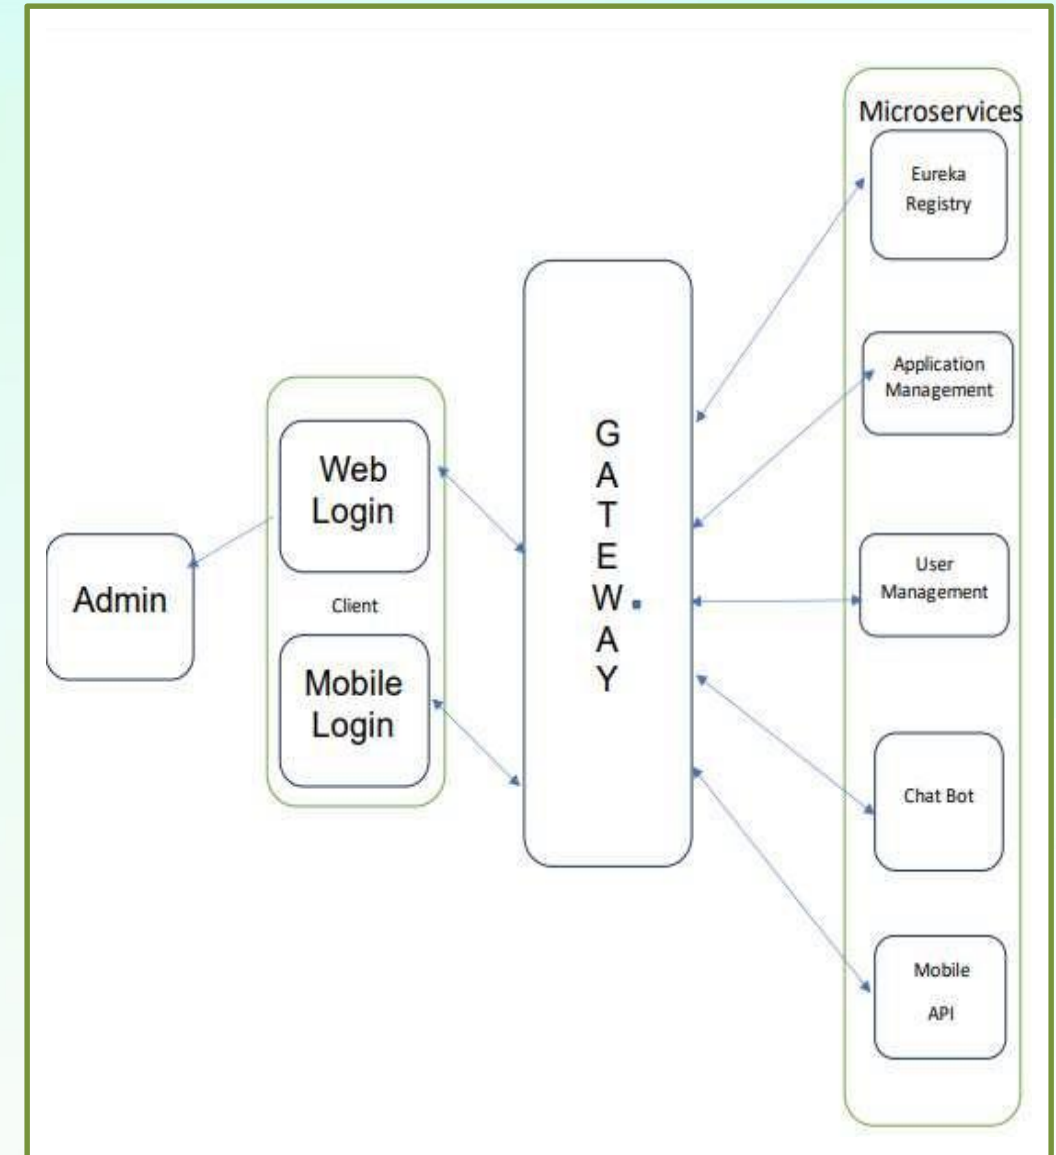 Microservices
Eureka
Registry
Application
Management
User
Management
Chat Bot
Mobile
API
G
A
T
E
W
A
Y
Web
Login
Client
Mobile
Login
Admin